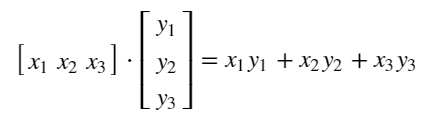 [x₁ x₂ x₃] · [y₁ y₂ y₃] = x₁y₁ + x₂y₂ + x₃y₃